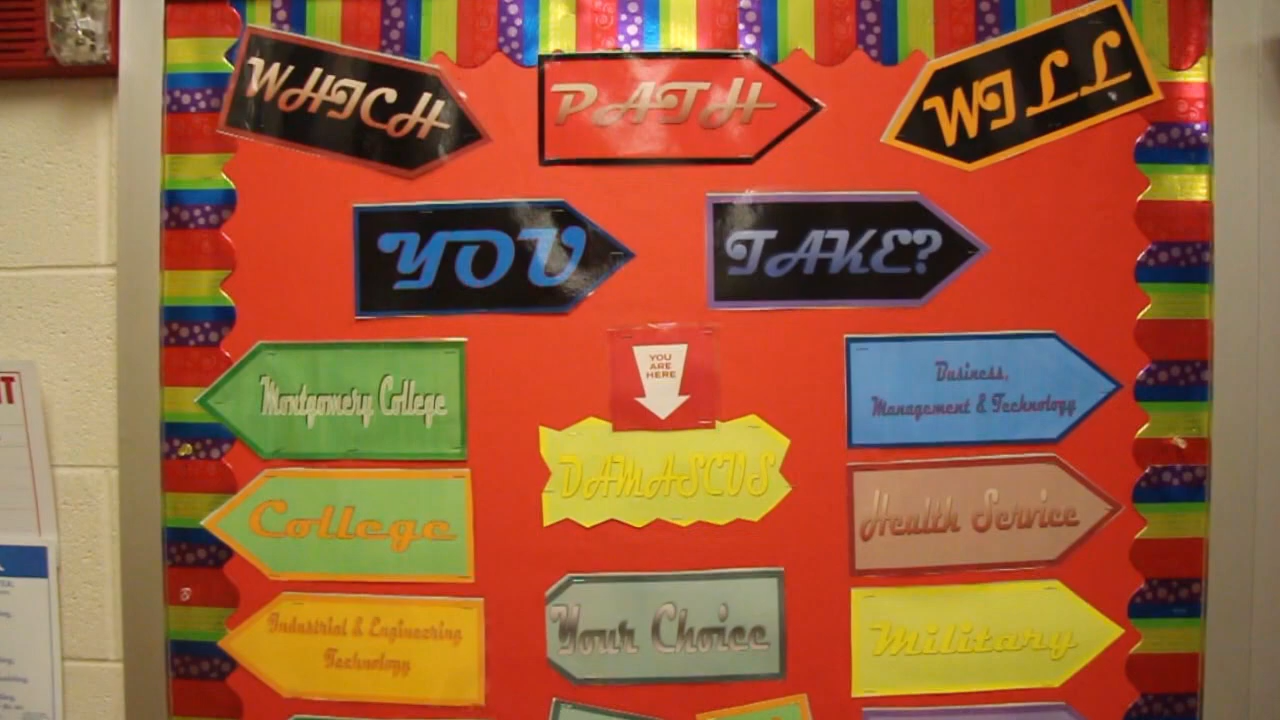 WHICH
PATH
WILL
YOU
TAKE?
YOU
ARE
HERE
Montgomery College
DAMASCUS
Business,
Management & Technology
College
Health Service
Industrial & Engineering
Technology
Your Choice
Military